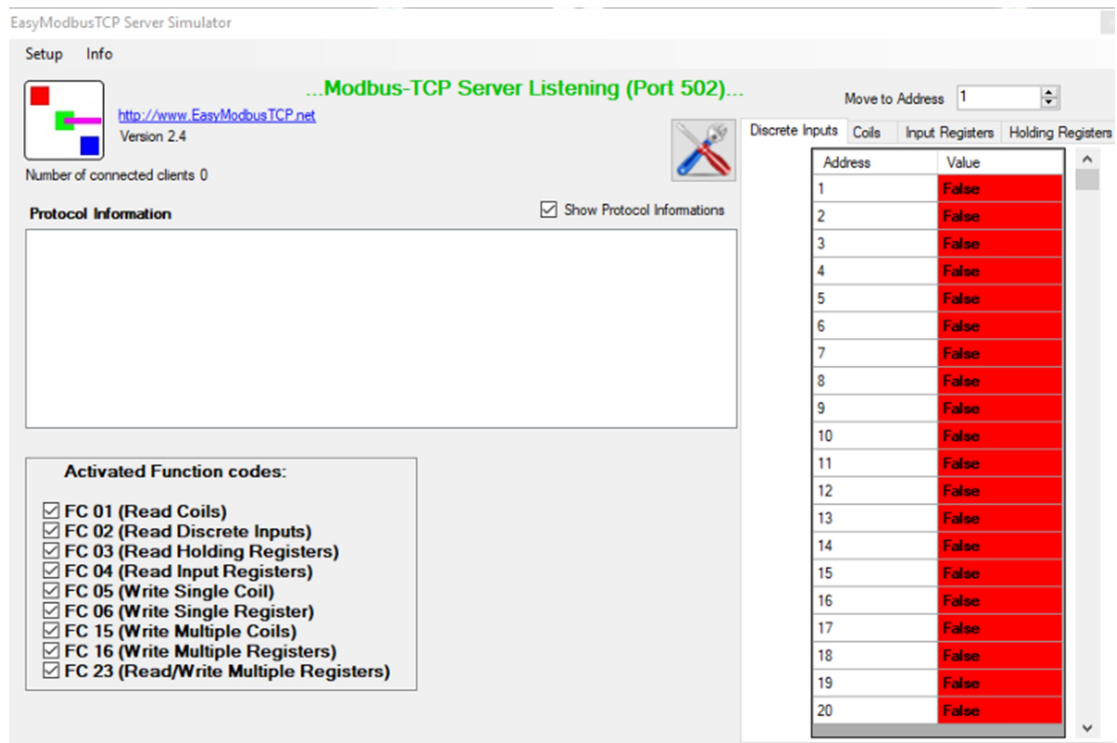 EasyModbusTCP Server Simulator
Setup Info
...Modbus-TCP Server Listening (Port 502)...
http://www.EasyModbusTCP.net
Version 2.4
Number of connected clients 0
Protocol Information
Show Protocol Informations
Activated Function codes:
FC 01 (Read Coils)
FC 02 (Read Discrete Inputs)
FC 03 (Read Holding Registers)
FC 04 (Read Input Registers)
FC 05 (Write Single Coil)
FC 06 (Write Single Register)
FC 15 (Write Multiple Coils)
FC 16 (Write Multiple Registers)
FC 23 (Read/Write Multiple Registers)
Move to Address 1
Discrete Inputs Coils Input Registers Holding Registers
Address Value
1 False
2 False
3 False
4 False
5 False
6 False
7 False
8 False
9 False
10 False
11 False
12 False
13 False
14 False
15 False
16 False
17 False
18 False
19 False
20 False